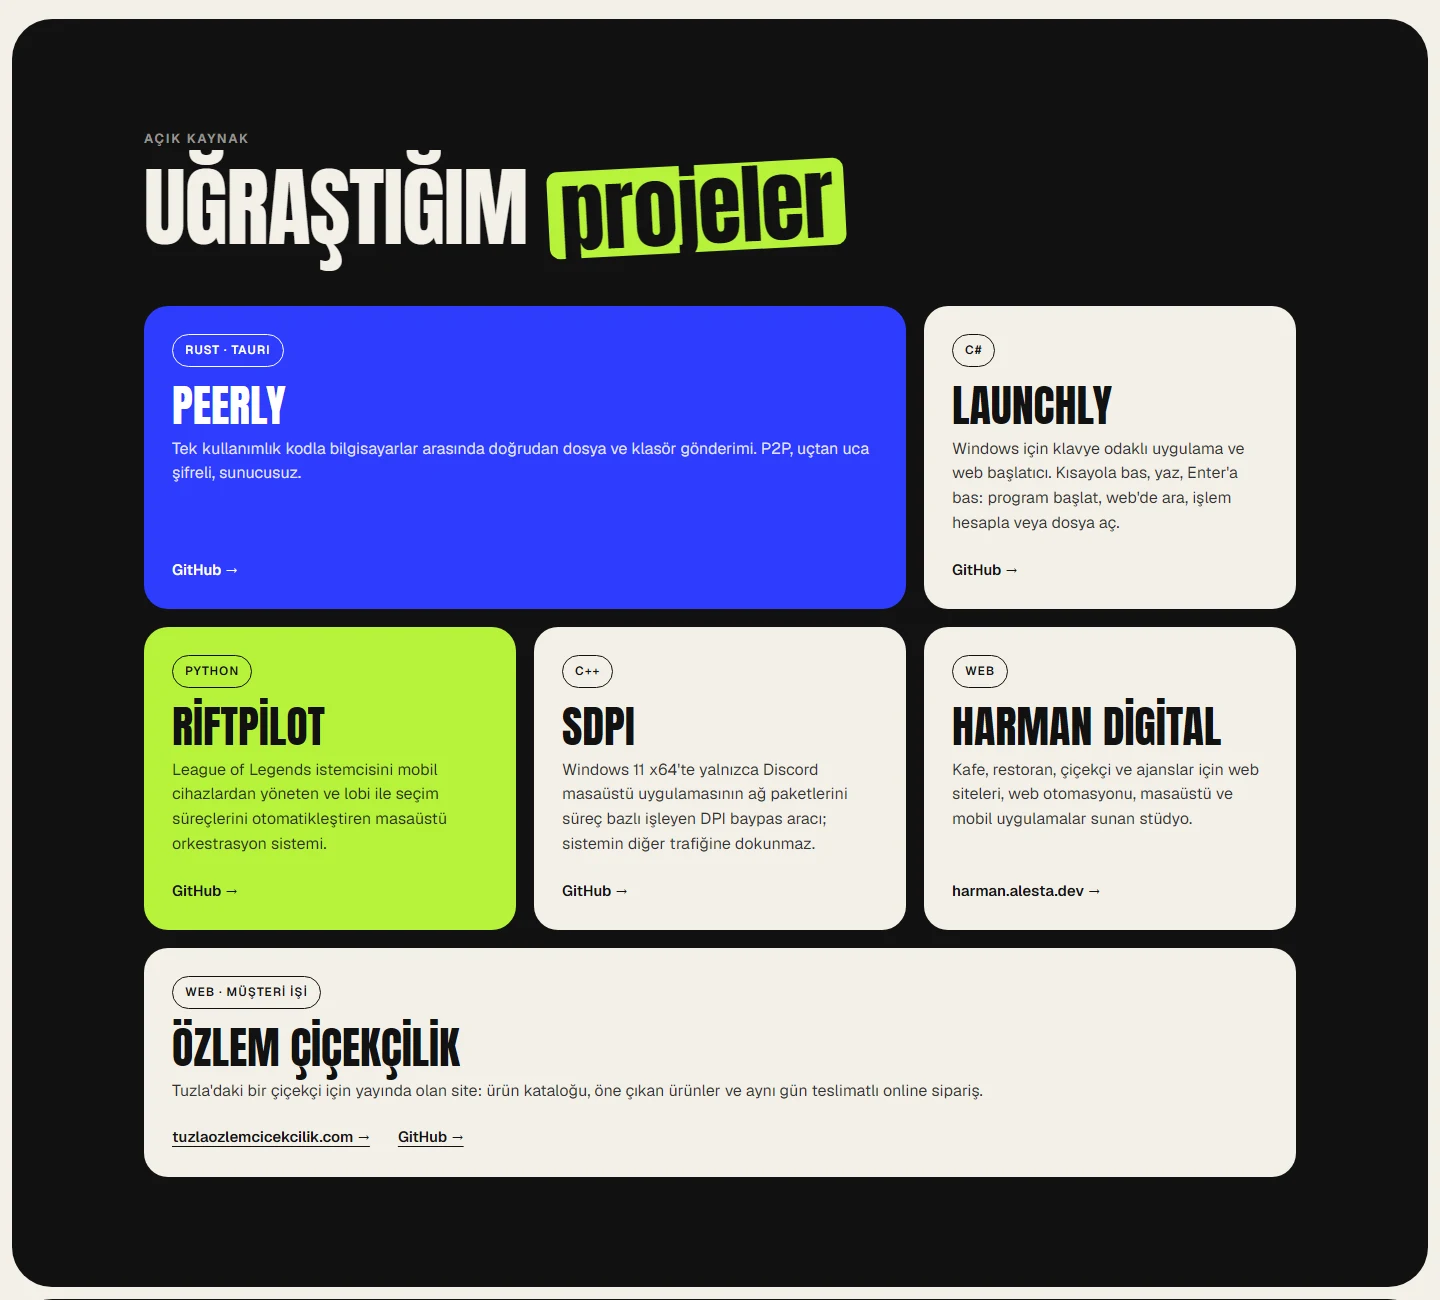 AÇIK KAYNAK
UĞRAŞTIĞIM projeler
RUST · TAURI
PEERLY
Tek kullanımlık kodla bilgisayarlar arasında doğrudan dosya ve klasör gönderimi. P2P, uçtan uca
şifreli, sunucusuz.
GitHub →
C#
LAUNCHLY
Windows için klavye odaklı uygulama ve
web başlatıcı. Kısayola bas, yaz, Enter'a
bas: program başlat, web'de ara, işlem
hesapla veya dosya aç.
GitHub →
PYTHON
RİFTPİLOT
League of Legends istemcisini mobil
cihazlardan yöneten ve lobi ile seçim
süreçlerini otomatikleştiren masaüstü
orkestrasyon sistemi.
GitHub →
C++
SDPI
Windows 11 x64'te yalnızca Discord
masaüstü uygulamasının ağ paketlerini
süreç bazlı işleyen DPI baypas aracı;
sistemin diğer trafiğine dokunmaz.
GitHub →
WEB
HARMAN DİGİTAL
Kafe, restoran, çiçekçi ve ajanslar için web
siteleri, web otomasyonu, masaüstü ve
mobil uygulamalar sunan stüdyo.
harman.alesta.dev →
WEB · MÜŞTERİ İŞİ
ÖZLEM ÇİÇEKÇİLİK
Tuzla'daki bir çiçekçi için yayında olan site: ürün kataloğu, öne çıkan ürünler ve aynı gün teslimatlı online sipariş.
tuzlaozlemcicekcilik.com → GitHub →